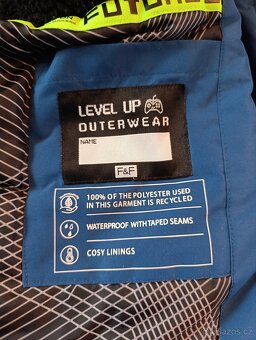 LEVEL UP
OUTERWEAR
NAME
F&F
100% OF THE POLYESTER USED
IN THIS GARMENT IS RECYCLED
WATERPROOF WITH TAPED SEAMS
COSY LININGS